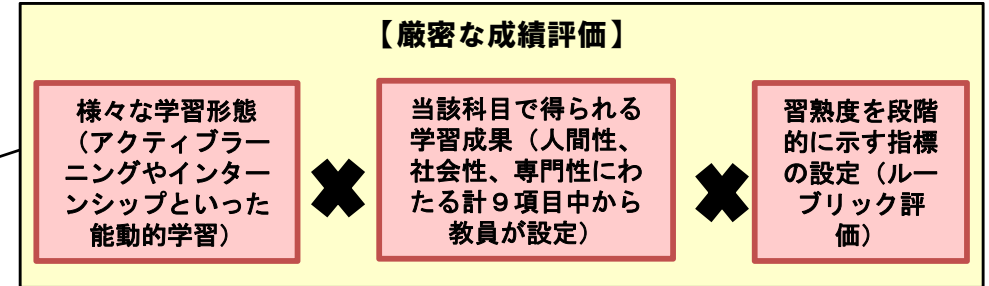 【厳密な成績評価】
様々な学習形態
（アクティブラー
ニングやインター
ンシップといった
能動的学習）
当該科目で得られる
学習成果（人間性、
社会性、専門性にわ
たる計９項目中から
教員が設定）
習熟度を段階
的に示す指標
の設定（ルー
ブリック評
価）